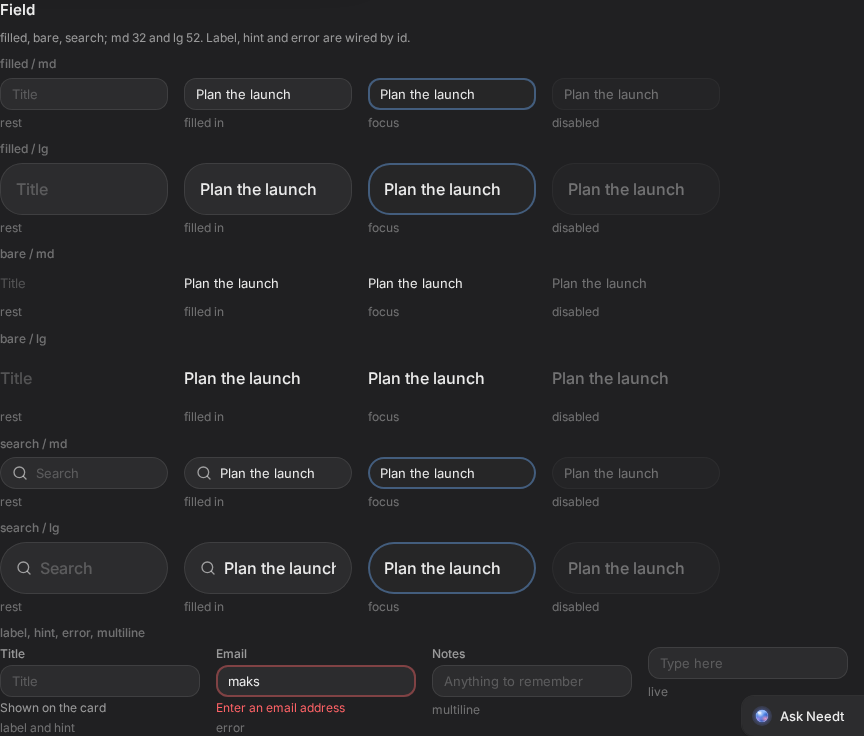 Field
filled, bare, search; md 32 and lg 52. Label, hint and error are wired by id.
filled / md
Title Plan the launch Plan the launch Plan the launch
rest filled in focus disabled
filled / lg
Title Plan the launch Plan the launch Plan the launch
rest filled in focus disabled
bare / md
Title Plan the launch Plan the launch Plan the launch
rest filled in focus disabled
bare / lg
Title Plan the launch Plan the launch Plan the launch
rest filled in focus disabled
search / md
Search Plan the launch Plan the launch Plan the launch
rest filled in focus disabled
search / lg
Search Plan the launch Plan the launch Plan the launch
rest filled in focus disabled
label, hint, error, multiline
Title Email Notes
Title maks Anything to remember Type here
Shown on the card Enter an email address multiline live
label and hint error
Ask Needt